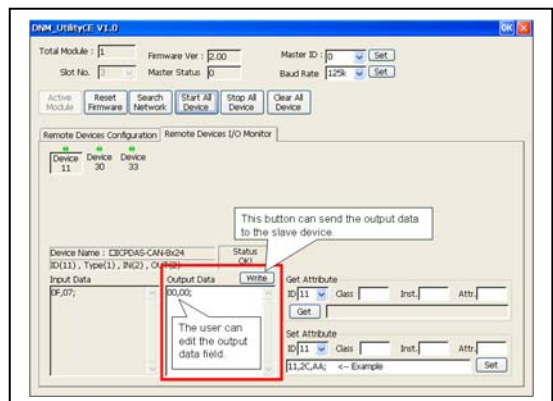 DNM_UtilityCE V1.0
OK
Total Module : 1
Firmware Ver : 2.00
Master ID : 0
Set
Slot No. 3
Master Status 0
Baud Rate 125k
Set
Active Module
Reset Firmware
Search Network
Start All Device
Stop All Device
Clear All Device
Remote Devices Configuration
Remote Devices I/O Monitor
Device 11
Device 30
Device 33
This button can send the output data
to the slave device.
Device Name : ICPDAS-CAN-8x24
Status
OK!
ID(11) , Type(1) , IN(2) , OUT(2)
Input Data
Output Data
Write
0F,07;
00,00;
The user can
edit the output
data field.
Get Attribute
ID 11 Class Inst. Attr.
Get
Set Attribute
ID 11 Class Inst. Attr.
11,2C,AA; <-- Example
Set